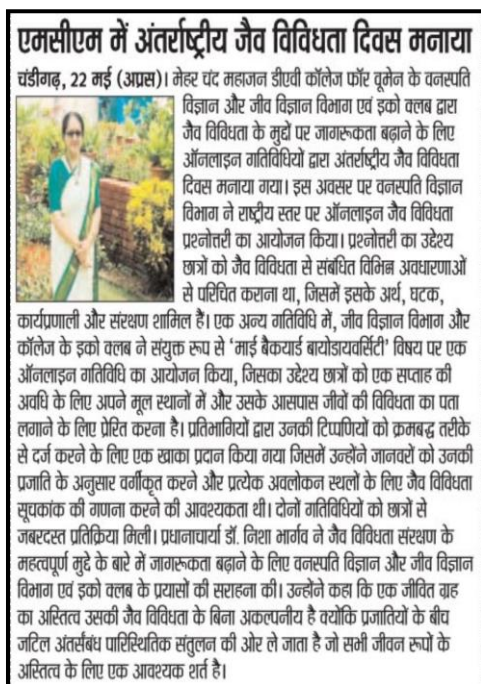 एमसीएम में अंतर्राष्ट्रीय जैव विविधता दिवस मनाया
चंडीगढ़, 22 मई (अप्रस)। मेहर चंद महाजन डीएवी कॉलेज फॉर वूमेन के वनस्पति
विज्ञान और जीव विज्ञान विभाग एवं इको क्लब द्वारा
जैव विविधता के मुद्दों पर जागरूकता बढ़ाने के लिए
ऑनलाइन गतिविधियों द्वारा अंतर्राष्ट्रीय जैव विविधता
दिवस मनाया गया। इस अवसर पर वनस्पति विज्ञान
विभाग ने राष्ट्रीय स्तर पर ऑनलाइन जैव विविधता
प्रश्नोत्तरी का आयोजन किया। प्रश्नोत्तरी का उद्देश्य
छात्रों को जैव विविधता से संबंधित विभिन्न अवधारणाओं
से परिचित कराना था, जिसमें इसके अर्थ, घटक,
कार्यप्रणाली और संरक्षण शामिल हैं। एक अन्य गतिविधि में, जीव विज्ञान विभाग और
कॉलेज के इको क्लब ने संयुक्त रूप से ‘माई बैकयार्ड बायोडायवर्सिटी’ विषय पर एक
ऑनलाइन गतिविधि का आयोजन किया, जिसका उद्देश्य छात्रों को एक सप्ताह की
अवधि के लिए अपने मूल स्थानों में और उसके आसपास जीवों की विविधता का पता
लगाने के लिए प्रेरित करना है। प्रतिभागियों द्वारा उनकी टिप्पणियों को क्रमबद्ध तरीके
से दर्ज करने के लिए एक खाका प्रदान किया गया जिसमें उन्होंने जानवरों को उनकी
प्रजाति के अनुसार वर्गीकृत करने और प्रत्येक अवलोकन स्थलों के लिए जैव विविधता
सूचकांक की गणना करने की आवश्यकता थी। दोनों गतिविधियों को छात्रों से
जबरदस्त प्रतिक्रिया मिली। प्रधानाचार्या डॉ. निशा भार्गव ने जैव विविधता संरक्षण के
महत्वपूर्ण मुद्दे के बारे में जागरूकता बढ़ाने के लिए वनस्पति विज्ञान और जीव विज्ञान
विभाग एवं इको क्लब के प्रयासों की सराहना की। उन्होंने कहा कि एक जीवित ग्रह
का अस्तित्व उसकी जैव विविधता के बिना अकल्पनीय है क्योंकि प्रजातियों के बीच
जटिल अंतर्संबंध पारिस्थितिक संतुलन की ओर ले जाता है जो सभी जीवन रूपों के
अस्तित्व के लिए एक आवश्यक शर्त है।